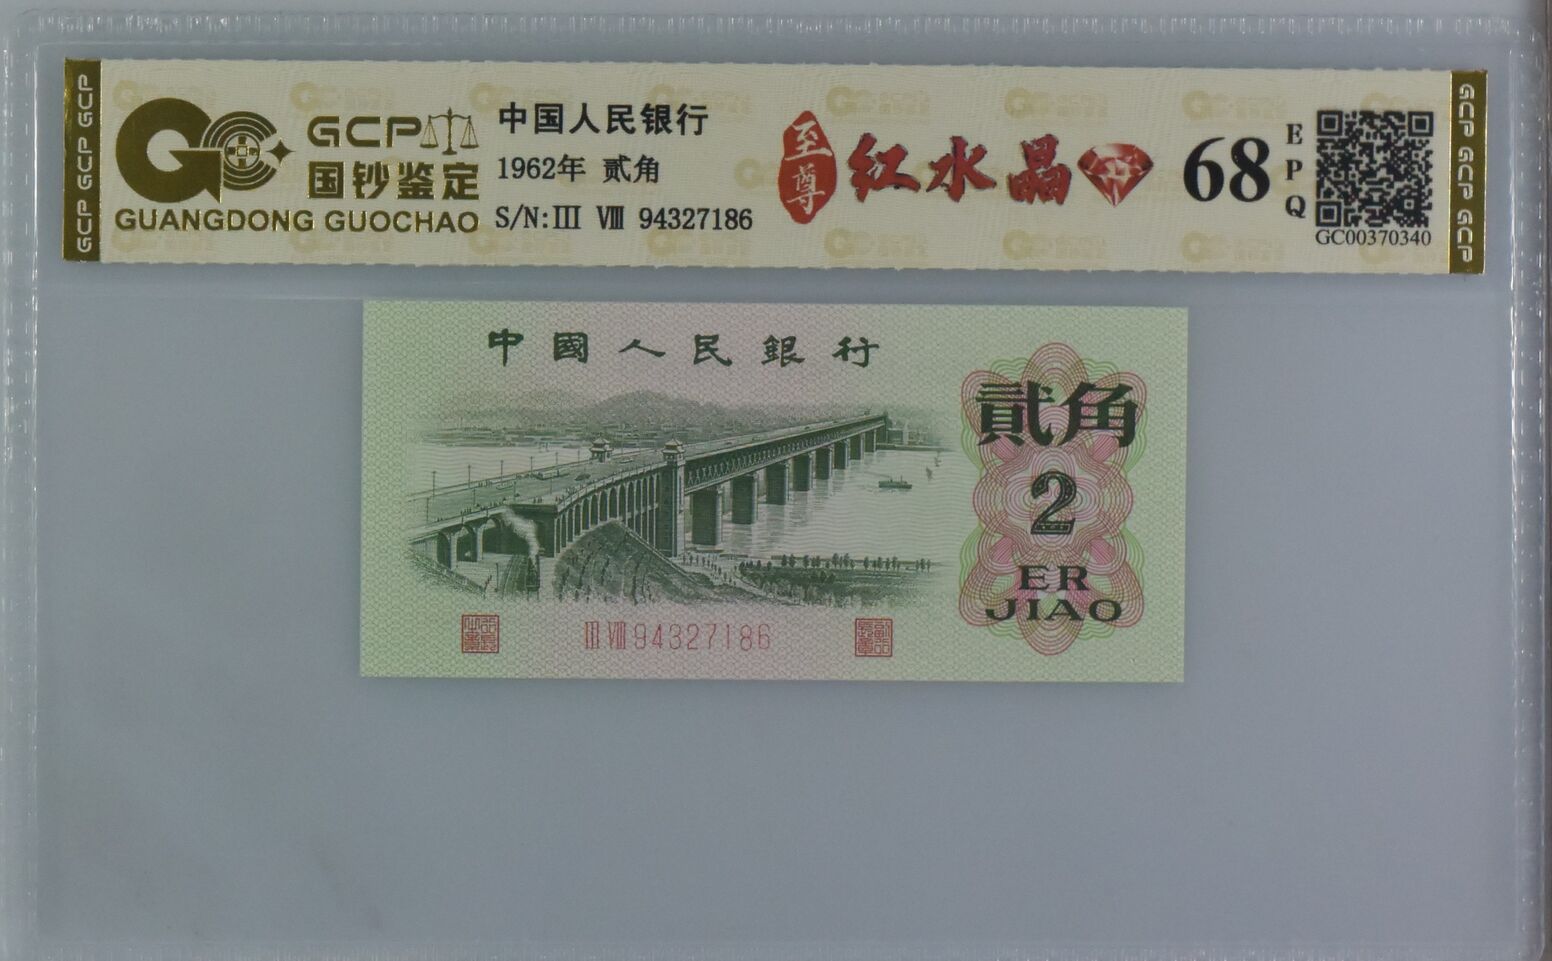 GCP GCP GCP
GCP
国钞鉴定
GUANGDONG GUOCHAO
中国人民银行
1962年 贰角
S/N:III VIII 94327186
至尊
红水晶
68
EPQ
GC00370340
GCP GCP GCP
中國人民銀行
貳角
2
ER
JIAO
III VIII 94327186